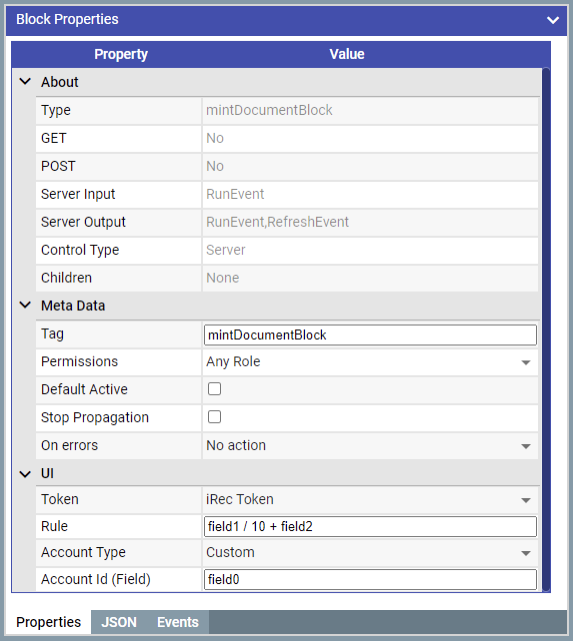 Block Properties
Property Value
About
Type mintDocumentBlock
GET No
POST No
Server Input RunEvent
Server Output RunEvent,RefreshEvent
Control Type Server
Children None
Meta Data
Tag mintDocumentBlock
Permissions Any Role
Default Active
Stop Propagation
On errors No action
UI
Token iRec Token
Rule field1 / 10 + field2
Account Type Custom
Account Id (Field) field0
Properties JSON Events